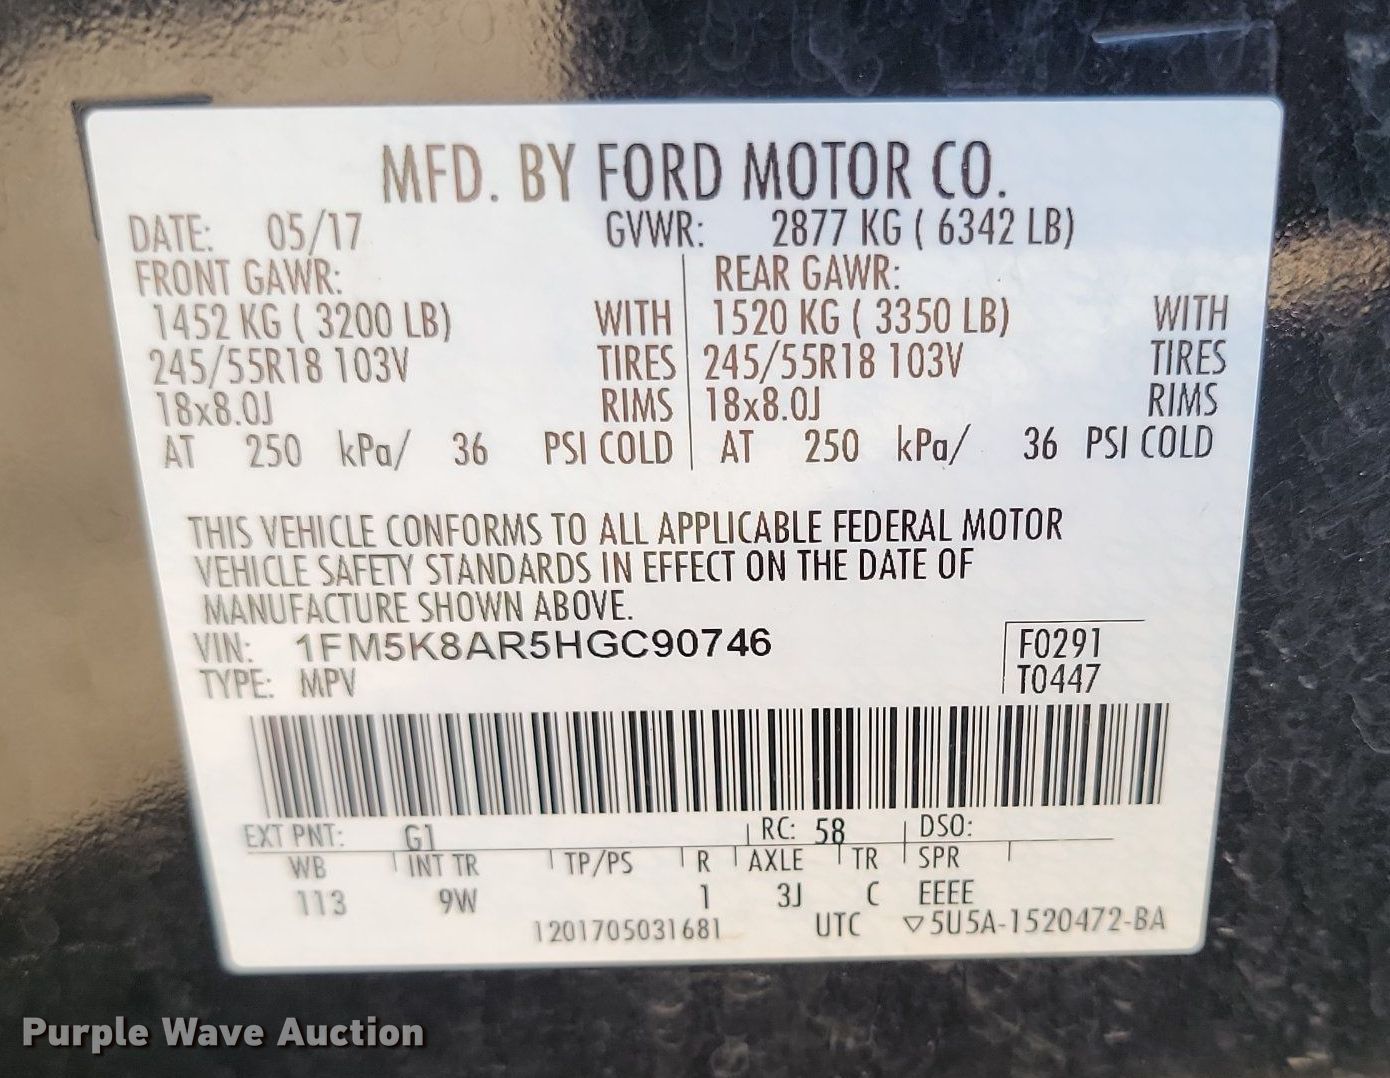 MFD. BY FORD MOTOR CO.
DATE: 05/17 GVWR: 2877 KG ( 6342 LB)
FRONT GAWR: REAR GAWR:
1452 KG ( 3200 LB) WITH 1520 KG ( 3350 LB) WITH
245/55R18 103V TIRES 245/55R18 103V TIRES
18x8.0J RIMS 18x8.0J RIMS
AT 250 kPa/ 36 PSI COLD AT 250 kPa/ 36 PSI COLD
THIS VEHICLE CONFORMS TO ALL APPLICABLE FEDERAL MOTOR
VEHICLE SAFETY STANDARDS IN EFFECT ON THE DATE OF
MANUFACTURE SHOWN ABOVE.
VIN: 1FM5K8AR5HGC90746 F0291
TYPE: MPV T0447
EXT PNT: G1 RC: 58 DSO:
WB INT TR TP/PS R AXLE TR SPR
113 9W 1 3J C EEEE
1201705031681 UTC ▽5U5A-1520472-BA
Purple Wave Auction